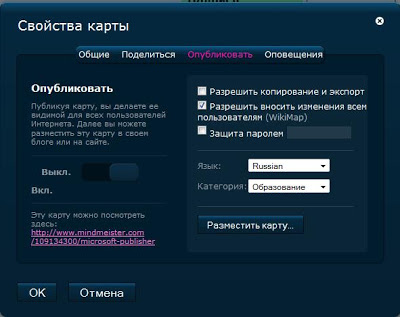 Свойства карты
Общие Поделиться Опубликовать Оповещения
Опубликовать
Публикуя карту, вы делаете ее
видимой для всех пользователей
Интернета. Далее вы можете
разместить эту карту в своем
блоге или на сайте.
Выкл.
Вкл.
Эту карту можно посмотреть
здесь:
http://www.mindmeister.com
/109134300/microsoft-publisher
Разрешить копирование и экспорт
Разрешить вносить изменения всем
пользователям (WikiMap)
Защита паролем
Язык: Russian
Категория: Образование
Разместить карту...
OK Отмена